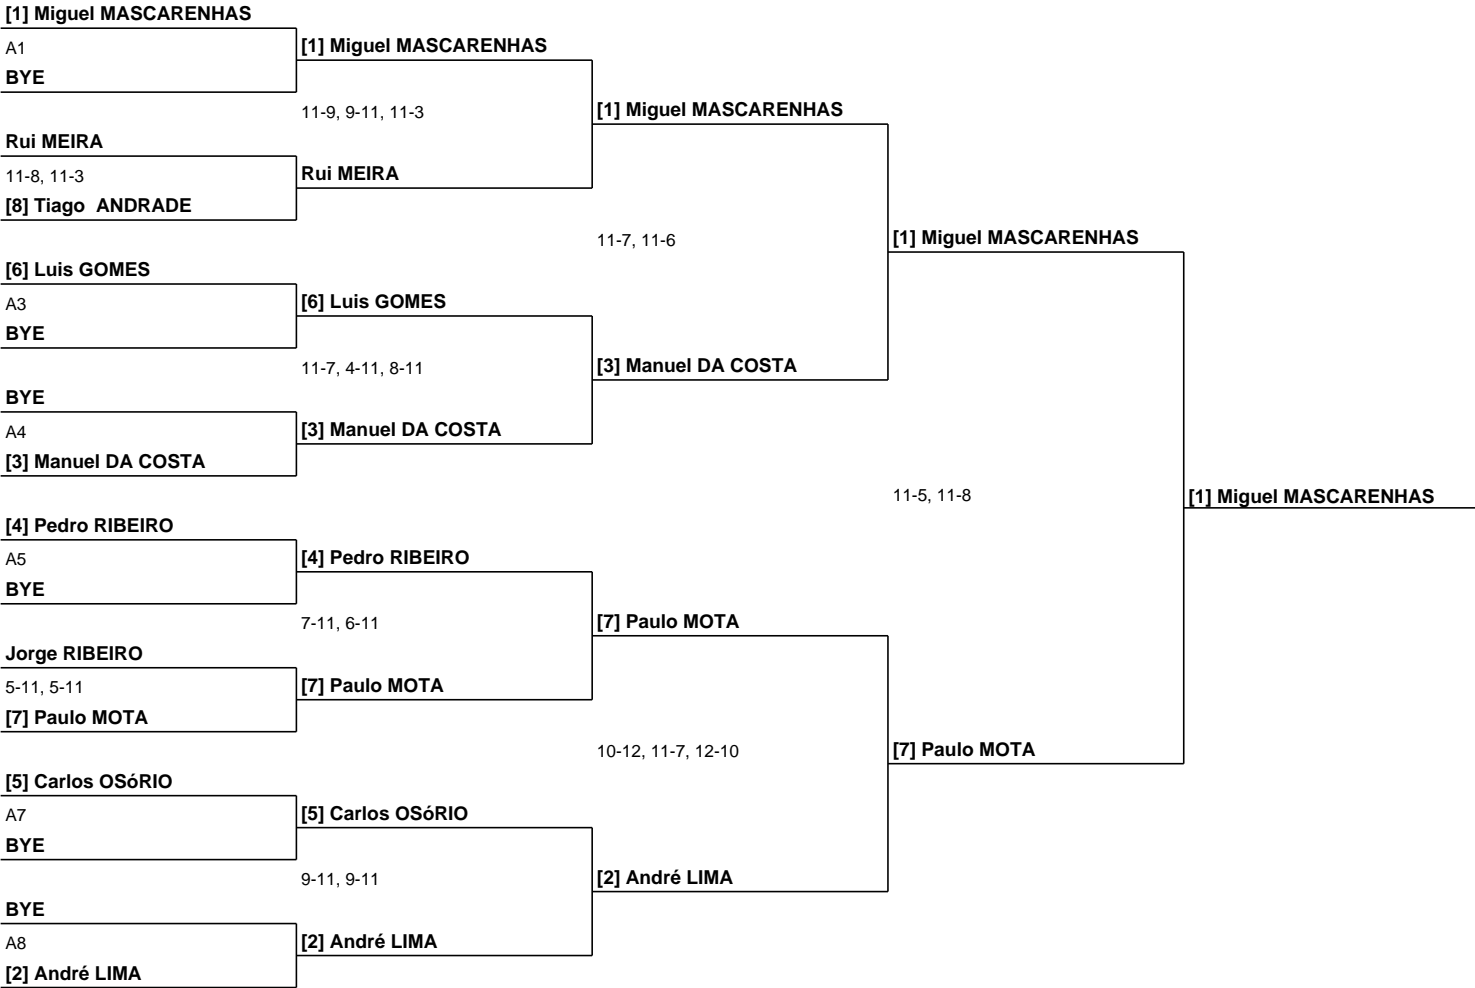 [1] Miguel MASCARENHAS
A1
[1] Miguel MASCARENHAS
BYE
11-9, 9-11, 11-3
[1] Miguel MASCARENHAS
Rui MEIRA
11-8, 11-3
Rui MEIRA
[8] Tiago  ANDRADE
11-7, 11-6
[1] Miguel MASCARENHAS
[6] Luis GOMES
A3
[6] Luis GOMES
BYE
11-7, 4-11, 8-11
[3] Manuel DA COSTA
BYE
A4
[3] Manuel DA COSTA
[3] Manuel DA COSTA
11-5, 11-8
[1] Miguel MASCARENHAS
[4] Pedro RIBEIRO
A5
[4] Pedro RIBEIRO
BYE
7-11, 6-11
[7] Paulo MOTA
Jorge RIBEIRO
5-11, 5-11
[7] Paulo MOTA
[7] Paulo MOTA
10-12, 11-7, 12-10
[7] Paulo MOTA
[5] Carlos OSóRIO
A7
[5] Carlos OSóRIO
BYE
9-11, 9-11
[2] André LIMA
BYE
A8
[2] André LIMA
[2] André LIMA